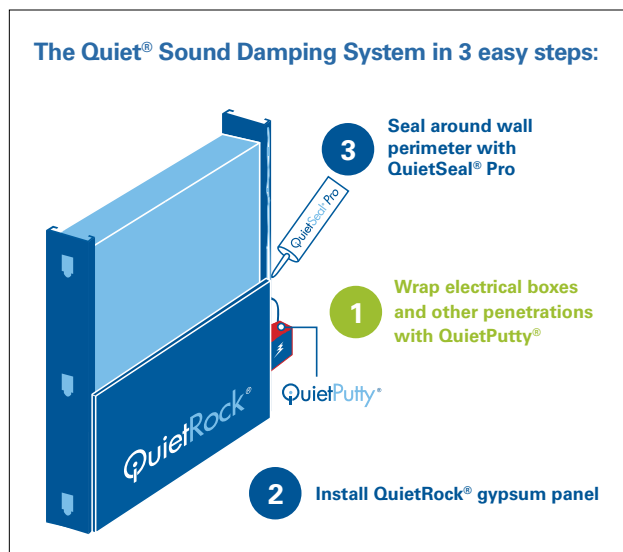 The Quiet® Sound Damping System in 3 easy steps:
3
Seal around wall
perimeter with
QuietSeal® Pro
QuietSeal® Pro
1
Wrap electrical boxes
and other penetrations
with QuietPutty®
QuietPutty®
QuietRock®
2
Install QuietRock® gypsum panel